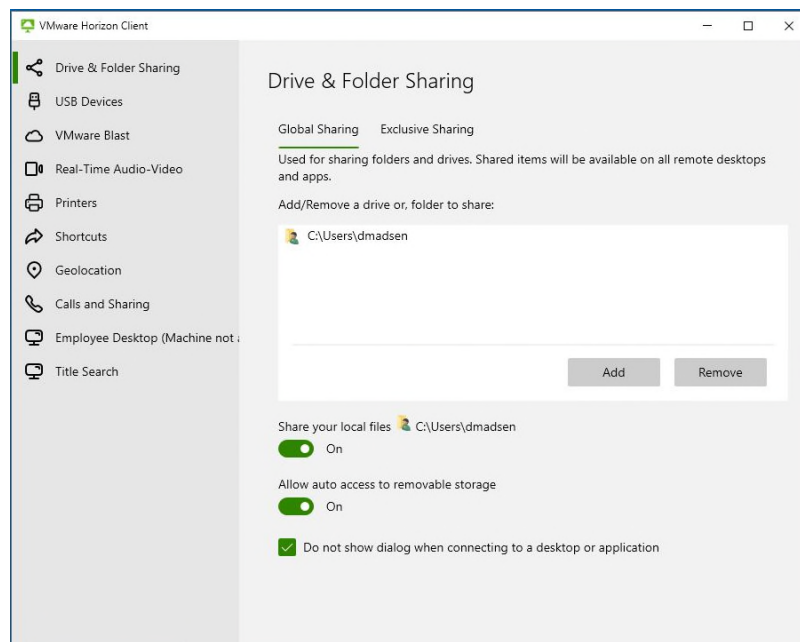 VMware Horizon Client
Drive & Folder Sharing
USB Devices
VMware Blast
Real-Time Audio-Video
Printers
Shortcuts
Geolocation
Calls and Sharing
Employee Desktop (Machine not
Title Search
Drive & Folder Sharing
Global Sharing Exclusive Sharing
Used for sharing folders and drives. Shared items will be available on all remote desktops
and apps.
Add/Remove a drive or, folder to share:
C:\Users\dmadsen
Add Remove
Share your local files C:\Users\dmadsen
On
Allow auto access to removable storage
On
Do not show dialog when connecting to a desktop or application